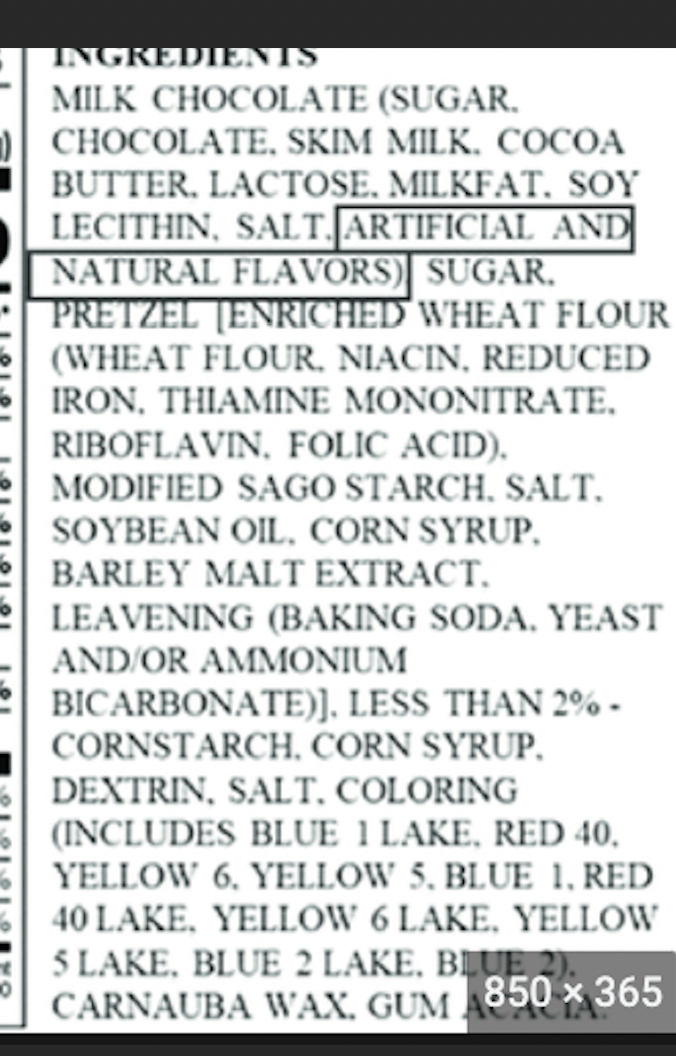 INGREDIENTS
MILK CHOCOLATE (SUGAR,
CHOCOLATE, SKIM MILK, COCOA
BUTTER, LACTOSE, MILKFAT, SOY
LECITHIN, SALT, ARTIFICIAL AND
NATURAL FLAVORS), SUGAR,
PRETZEL [ENRICHED WHEAT FLOUR
(WHEAT FLOUR, NIACIN, REDUCED
IRON, THIAMINE MONONITRATE,
RIBOFLAVIN, FOLIC ACID),
MODIFIED SAGO STARCH, SALT,
SOYBEAN OIL, CORN SYRUP,
BARLEY MALT EXTRACT,
LEAVENING (BAKING SODA, YEAST
AND/OR AMMONIUM
BICARBONATE)], LESS THAN 2% -
CORNSTARCH, CORN SYRUP,
DEXTRIN, SALT, COLORING
(INCLUDES BLUE 1 LAKE, RED 40,
YELLOW 6, YELLOW 5, BLUE 1, RED
40 LAKE, YELLOW 6 LAKE, YELLOW
5 LAKE, BLUE 2 LAKE, BLUE 2),
CARNAUBA WAX, GUM ACACIA.
850 × 365